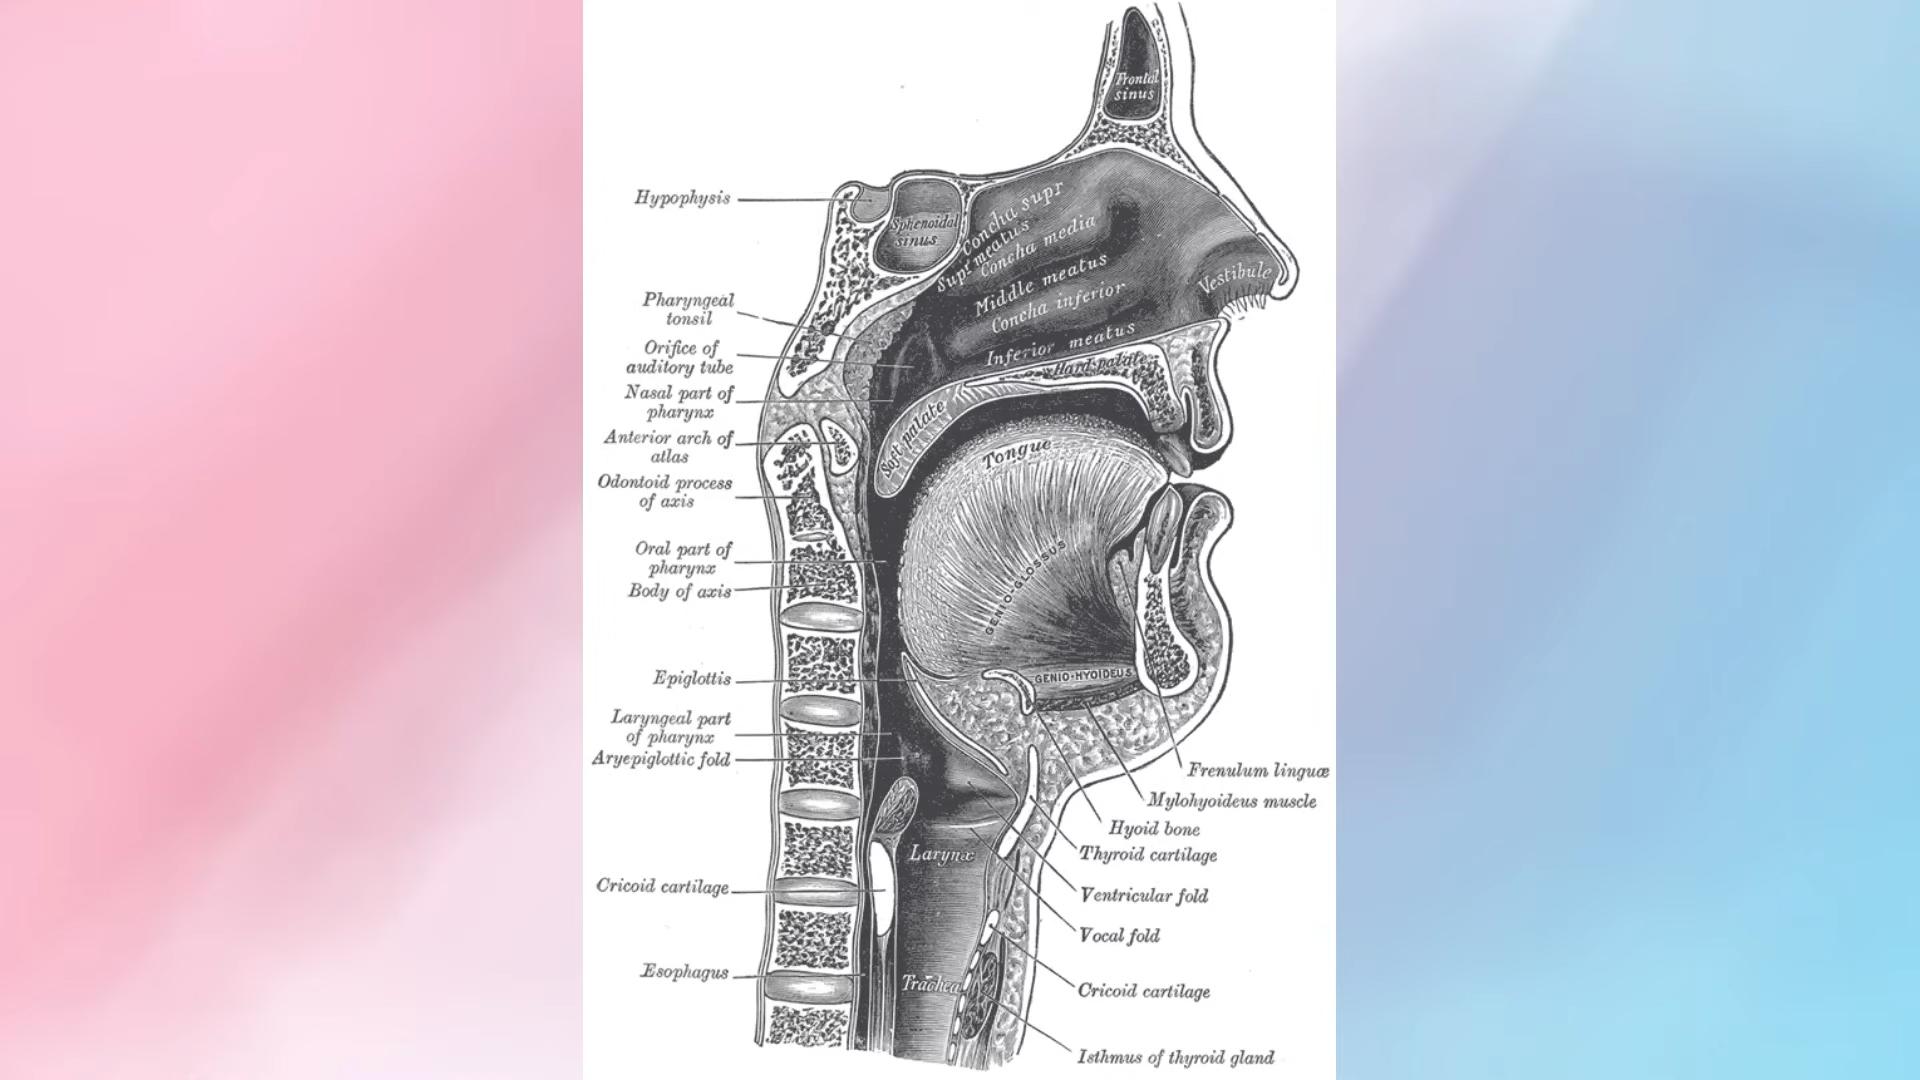 Frontal
sinus
Hypophysis
Sphenoidal
sinus
Concha supr
Supr meatus
Concha media
Middle meatus
Concha inferior
Inferior meatus
Vestibule
Hard palate
Pharyngeal
tonsil
Orifice of
auditory tube
Nasal part of
pharynx
Anterior arch of
atlas
Odontoid process
of axis
Oral part of
pharynx
Body of axis
Soft palate
Tongue
GENIO-GLOSSUS
GENIO-HYOIDEUS
Epiglottis
Laryngeal part
of pharynx
Aryepiglottic fold
Larynx
Cricoid cartilage
Esophagus
Trachea
Frenulum linguæ
Mylohyoideus muscle
Hyoid bone
Thyroid cartilage
Ventricular fold
Vocal fold
Cricoid cartilage
Isthmus of thyroid gland